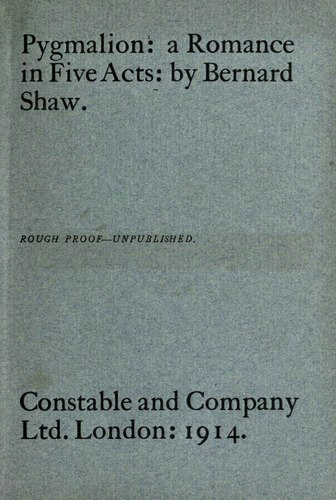 Pygmalion: a Romance
in Five Acts: by Bernard
Shaw.
ROUGH PROOF—UNPUBLISHED.
Constable and Company
Ltd. London: 1914.